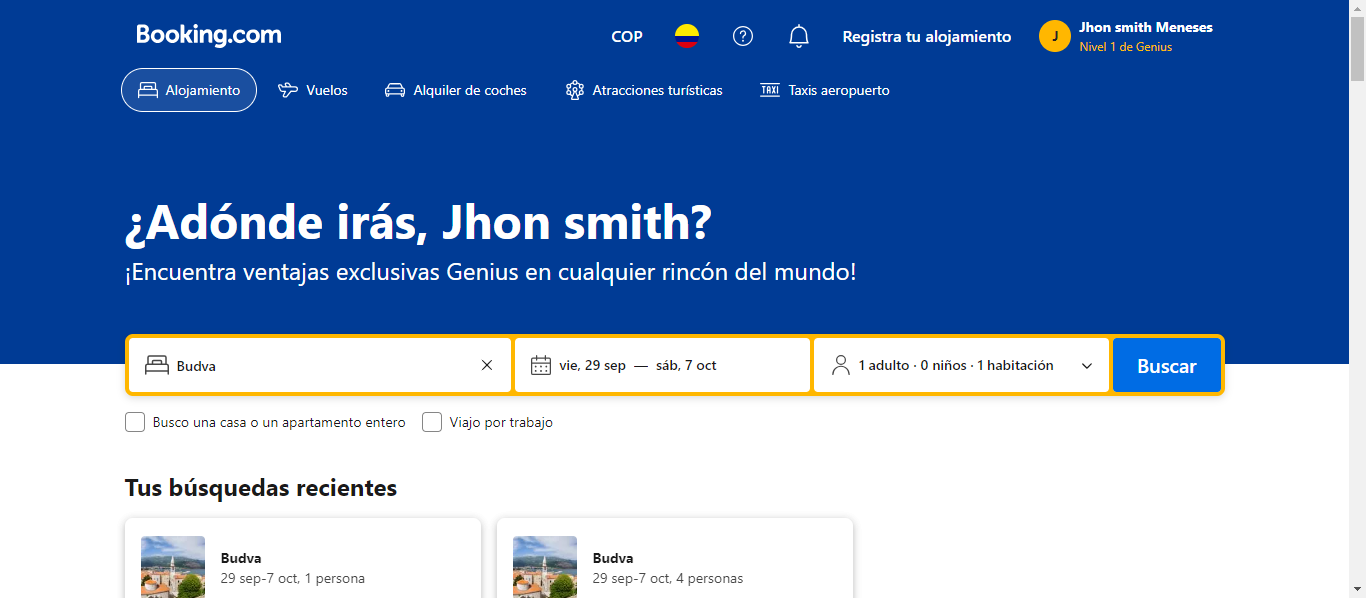 Booking.com
COP
Registra tu alojamiento
J
Jhon smith Meneses
Nivel 1 de Genius
Alojamiento
Vuelos
Alquiler de coches
Atracciones turísticas
TAXI
Taxis aeropuerto
¿Adónde irás, Jhon smith?
¡Encuentra ventajas exclusivas Genius en cualquier rincón del mundo!
Budva
vie, 29 sep — sáb, 7 oct
1 adulto · 0 niños · 1 habitación
Buscar
Busco una casa o un apartamento entero
Viajo por trabajo
Tus búsquedas recientes
Budva
29 sep-7 oct, 1 persona
Budva
29 sep-7 oct, 4 personas